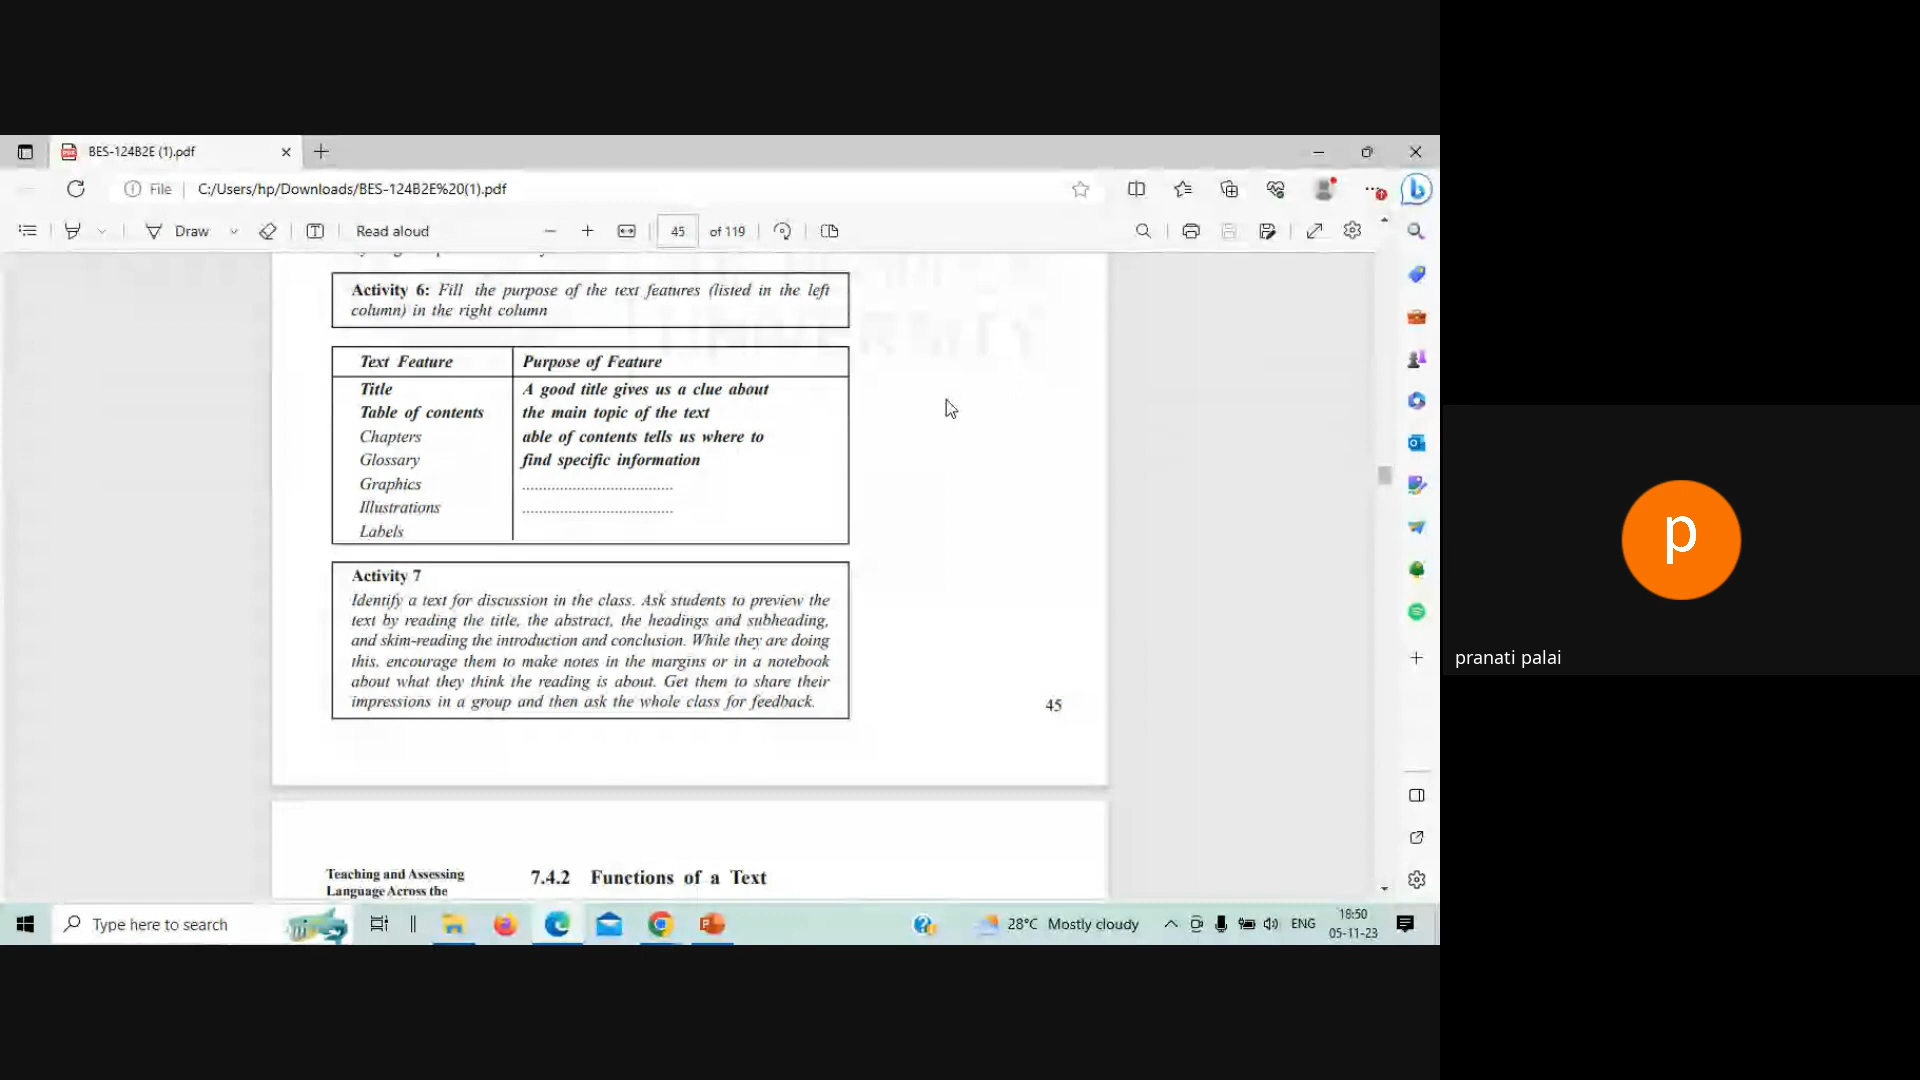 BES-124B2E (1).pdf
File
C:/Users/hp/Downloads/BES-124B2E%20(1).pdf
Draw
Read aloud
45
of 119
Activity 6: Fill the purpose of the text features (listed in the left
column) in the right column
Text Feature
Purpose of Feature
Title
A good title gives us a clue about
Table of contents
the main topic of the text
Chapters
able of contents tells us where to
Glossary
find specific information
Graphics
....................................
Illustrations
....................................
Labels
Activity 7
Identify a text for discussion in the class. Ask students to preview the
text by reading the title, the abstract, the headings and subheading,
and skim-reading the introduction and conclusion. While they are doing
this, encourage them to make notes in the margins or in a notebook
about what they think the reading is about. Get them to share their
impressions in a group and then ask the whole class for feedback.
45
Teaching and Assessing
Language Across the
7.4.2 Functions of a Text
p
pranati palai
Type here to search
28°C Mostly cloudy
ENG
18:50
05-11-23